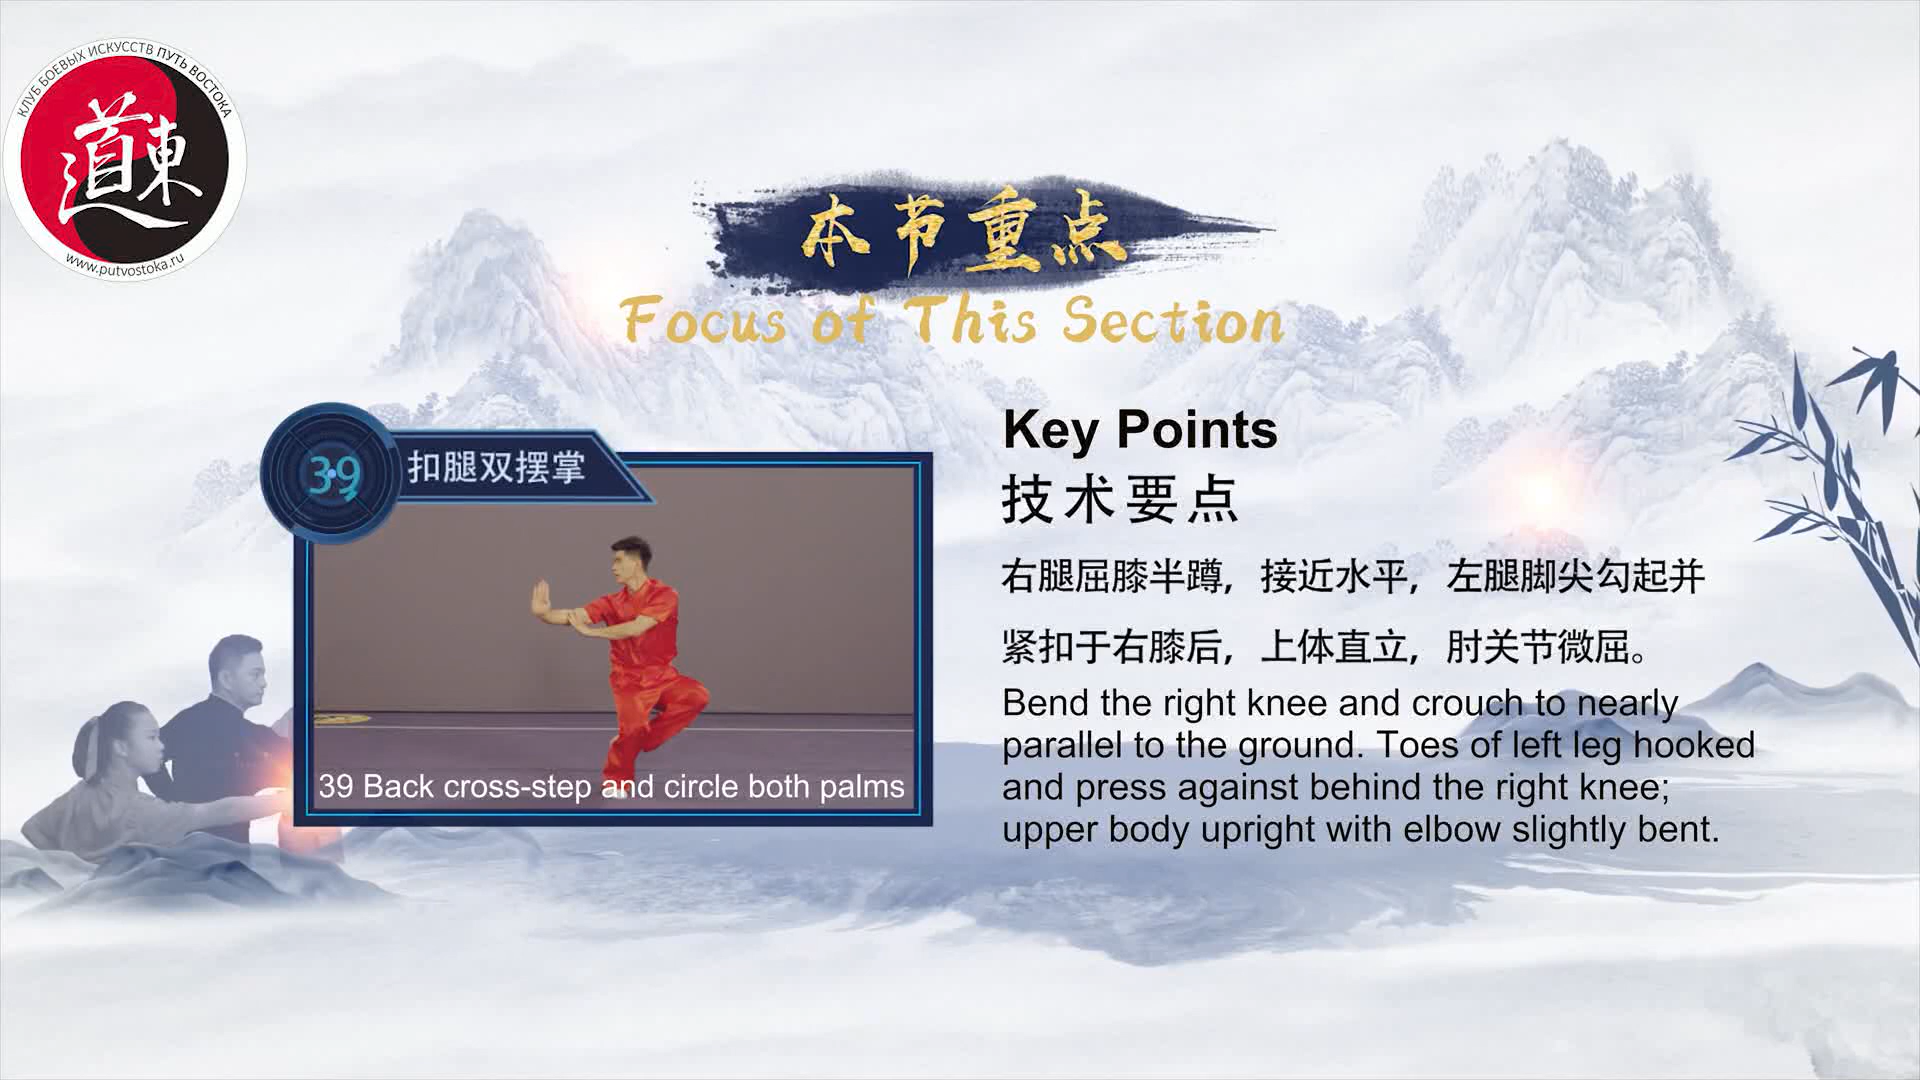 КЛУБ БОЕВЫХ ИСКУССТВ ПУТЬ ВОСТОКА
道東
www.putvostoka.ru
本节重点
Focus of This Section
39
扣腿双摆掌
39 Back cross-step and circle both palms
Key Points
技术要点
右腿屈膝半蹲，接近水平，左腿脚尖勾起并
紧扣于右膝后，上体直立，肘关节微屈。
Bend the right knee and crouch to nearly
parallel to the ground. Toes of left leg hooked
and press against behind the right knee;
upper body upright with elbow slightly bent.